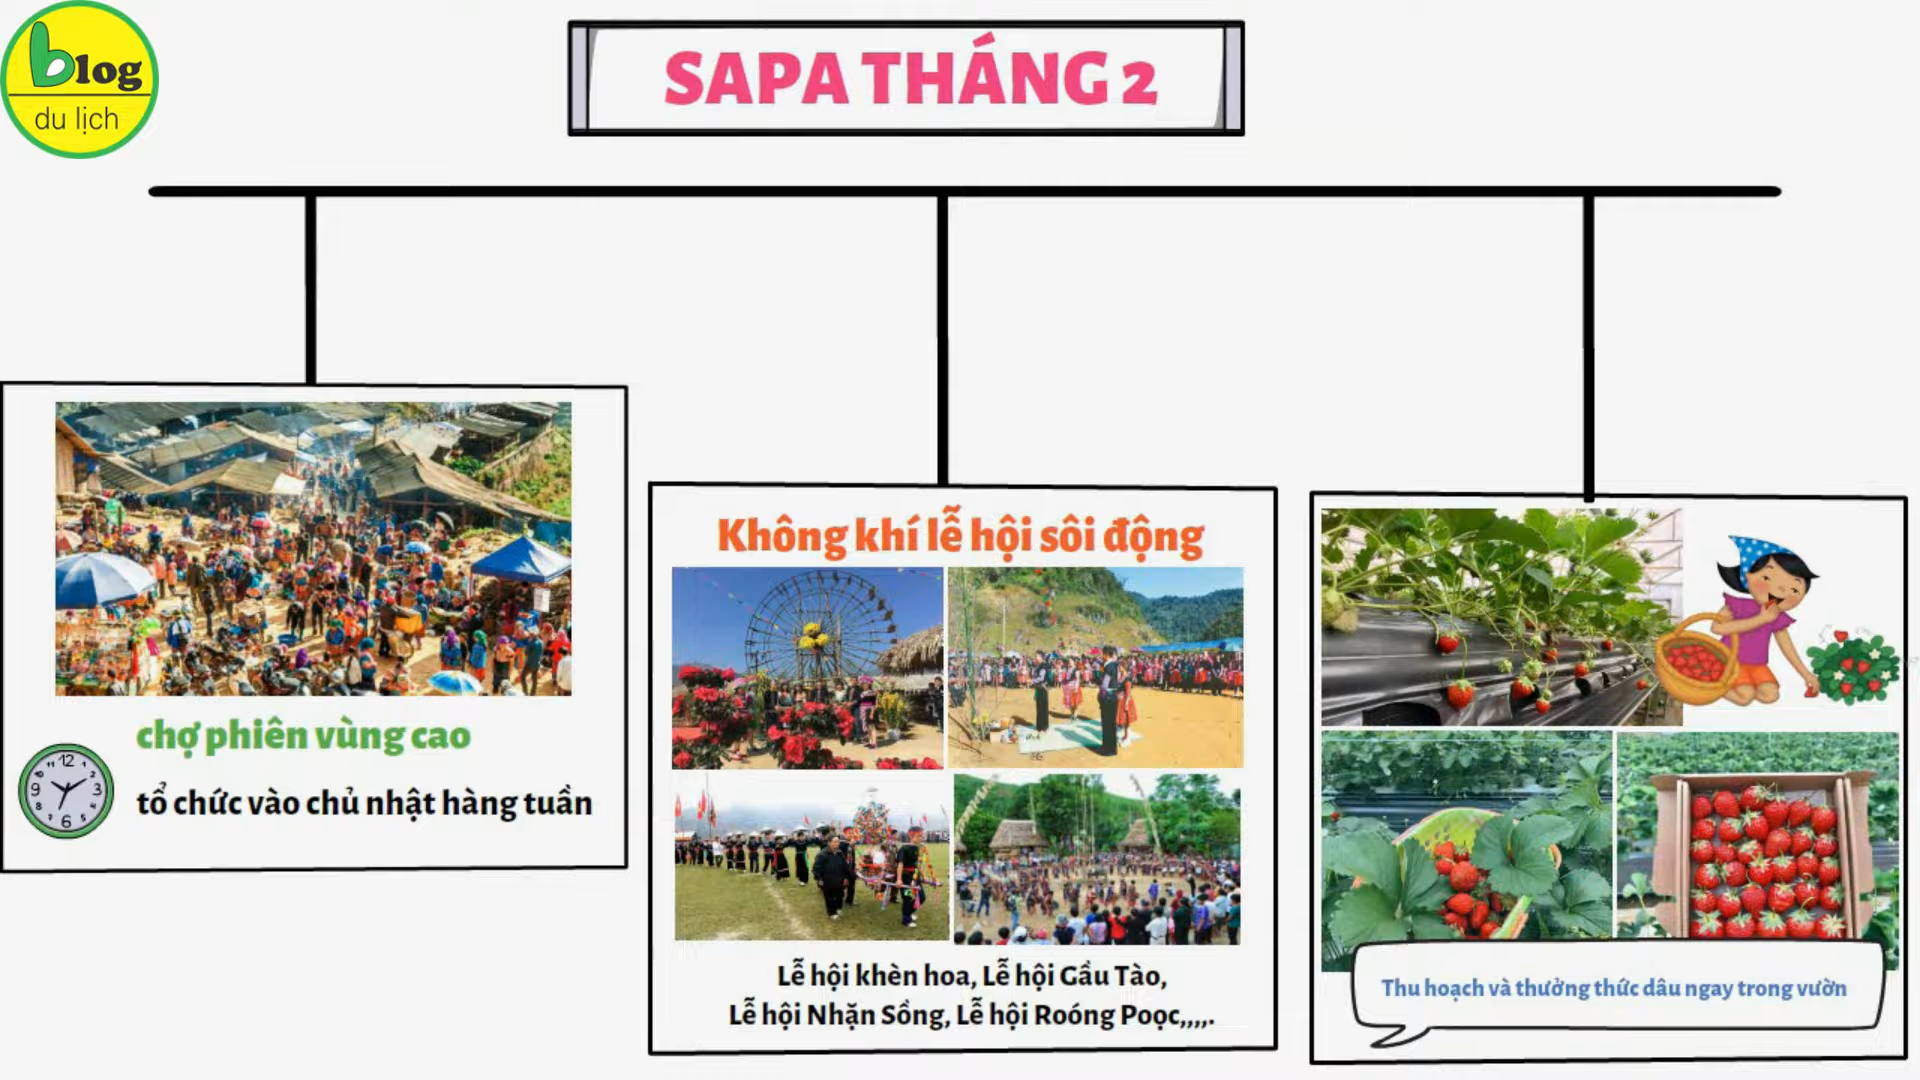 blog
du lịch
SAPA THÁNG 2
chợ phiên vùng cao
tổ chức vào chủ nhật hàng tuần
Không khí lễ hội sôi động
Lễ hội khèn hoa, Lễ hội Gầu Tào,
Lễ hội Nhặn Sồng, Lễ hội Roóng Poọc,,,,.
Thu hoạch và thưởng thức dâu ngay trong vườn